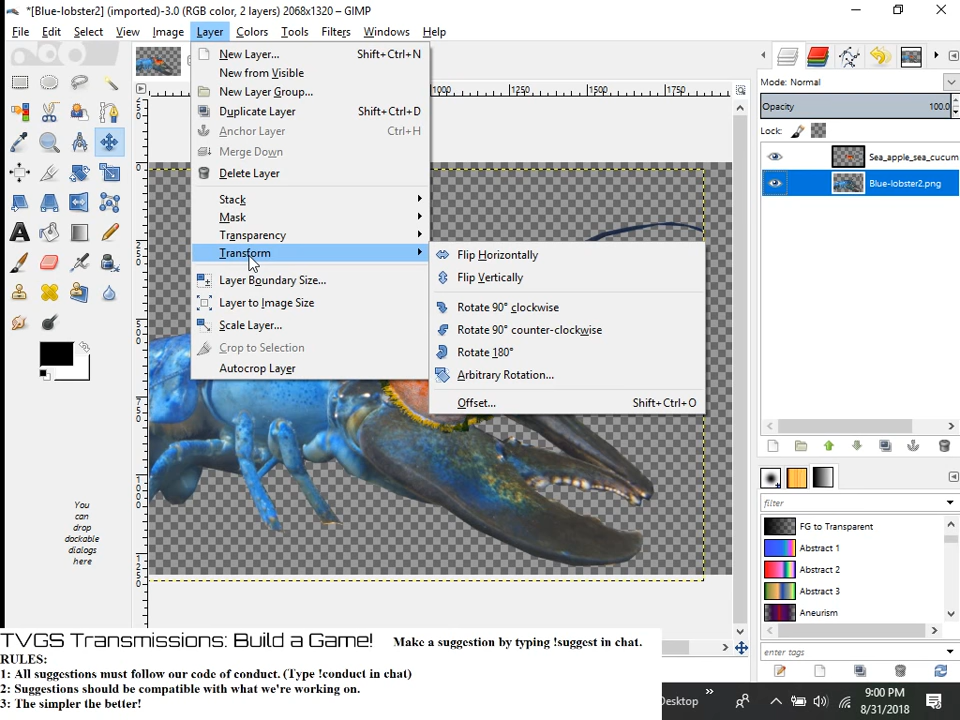 *[Blue-lobster2] (imported)-3.0 (RGB color, 2 layers) 2068x1320 – GIMP
File Edit Select View Image Layer Colors Tools Filters Windows Help
New Layer... Shift+Ctrl+N
New from Visible
New Layer Group...
Duplicate Layer Shift+Ctrl+D
Anchor Layer Ctrl+H
Merge Down
Delete Layer
Stack
Mask
Transparency
Transform
Layer Boundary Size...
Layer to Image Size
Scale Layer...
Crop to Selection
Autocrop Layer
Flip Horizontally
Flip Vertically
Rotate 90° clockwise
Rotate 90° counter-clockwise
Rotate 180°
Arbitrary Rotation...
Offset... Shift+Ctrl+O
1000 1250 1500 1750
Mode: Normal
Opacity 100.0
Lock:
Sea_apple_sea_cucum
Blue-lobster2.png
filter
FG to Transparent
Abstract 1
Abstract 2
Abstract 3
Aneurism
enter tags
You
can
drop
dockable
dialogs
here
TVGS Transmissions: Build a Game! Make a suggestion by typing !suggest in chat.
RULES:
1: All suggestions must follow our code of conduct. (Type !conduct in chat)
2: Suggestions should be compatible with what we're working on.
3: The simpler the better!
Desktop
9:00 PM
8/31/2018